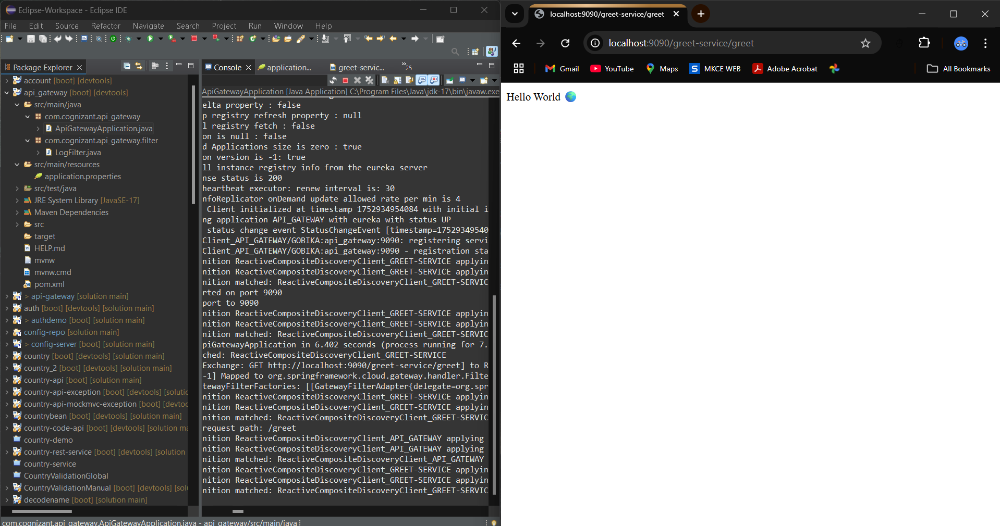 Eclipse-Workspace - Eclipse IDE
File Edit Source Refactor Navigate Search Project Run Window Help
Package Explorer
account [boot] [devtools]
api_gateway [boot] [devtools]
src/main/java
com.cognizant.api_gateway
ApiGatewayApplication.java
com.cognizant.api_gateway.filter
LogFilter.java
src/main/resources
application.properties
src/test/java
JRE System Library [JavaSE-17]
Maven Dependencies
src
target
HELP.md
mvnw
mvnw.cmd
pom.xml
> api-gateway [solution main]
auth [boot] [devtools] [solution main]
> authdemo [boot] [solution main]
config-repo [solution main]
> config-server [boot] [solution main]
country [boot] [devtools] [solution main]
country_2 [boot] [devtools] [solution main]
country-api [boot] [solution main]
country-api-exception [boot] [devtools] [solutic
country-api-mockmvc-exception [boot] [devtoc
countrybean [boot] [devtools] [solution main]
country-code-api [boot] [devtools] [solution ma
country-demo
country-rest-service [boot] [devtools] [solution
country-service
CountryValidationGlobal
CountryValidationManual [boot] [devtools] [solu
decodename [boot] [solution main]
com.cognizant.api_gateway.ApiGatewayApplication.java - api_gateway/src/main/java
Console application... greet-servic... »25
ApiGatewayApplication [Java Application] C:\Program Files\Java\jdk-17\bin\javaw.exe
elta property : false
p registry refresh property : null
l registry fetch : false
on is null : false
d Applications size is zero : true
on version is -1: true
ll instance registry info from the eureka server
nse status is 200
heartbeat executor: renew interval is: 30
nfoReplicator onDemand update allowed rate per min is 4
Client initialized at timestamp 1752934954084 with initial i
ng application API_GATEWAY with eureka with status UP
status change event StatusChangeEvent [timestamp=17529349540
Client_API_GATEWAY/GOBIKA:api_gateway:9090: registering servi
Client_API_GATEWAY/GOBIKA:api_gateway:9090 - registration sta
nition ReactiveCompositeDiscoveryClient_GREET-SERVICE applyin
nition ReactiveCompositeDiscoveryClient_GREET-SERVICE applyin
nition matched: ReactiveCompositeDiscoveryClient_GREET-SERVIC
rted on port 9090
port to 9090
nition ReactiveCompositeDiscoveryClient_GREET-SERVICE applyin
nition ReactiveCompositeDiscoveryClient_GREET-SERVICE applyin
nition matched: ReactiveCompositeDiscoveryClient_GREET-SERVIC
piGatewayApplication in 6.402 seconds (process running for 7.
ched: ReactiveCompositeDiscoveryClient_GREET-SERVICE
Exchange: GET http://localhost:9090/greet-service/greet] to R
-1] Mapped to org.springframework.cloud.gateway.handler.Filte
tewayFilterFactories: [[GatewayFilterAdapter{delegate=org.spr
nition ReactiveCompositeDiscoveryClient_GREET-SERVICE applyin
nition ReactiveCompositeDiscoveryClient_GREET-SERVICE applyin
nition matched: ReactiveCompositeDiscoveryClient_GREET-SERVIC
request path: /greet
nition ReactiveCompositeDiscoveryClient_API_GATEWAY applying
nition ReactiveCompositeDiscoveryClient_API_GATEWAY applying
nition matched: ReactiveCompositeDiscoveryClient_API_GATEWAY
nition ReactiveCompositeDiscoveryClient_GREET-SERVICE applyin
nition ReactiveCompositeDiscoveryClient_GREET-SERVICE applyin
nition matched: ReactiveCompositeDiscoveryClient_GREET-SERVIC
localhost:9090/greet-service/greet
localhost:9090/greet-service/greet
Gmail YouTube Maps MKCE WEB Adobe Acrobat All Bookmarks
Hello World 🌍